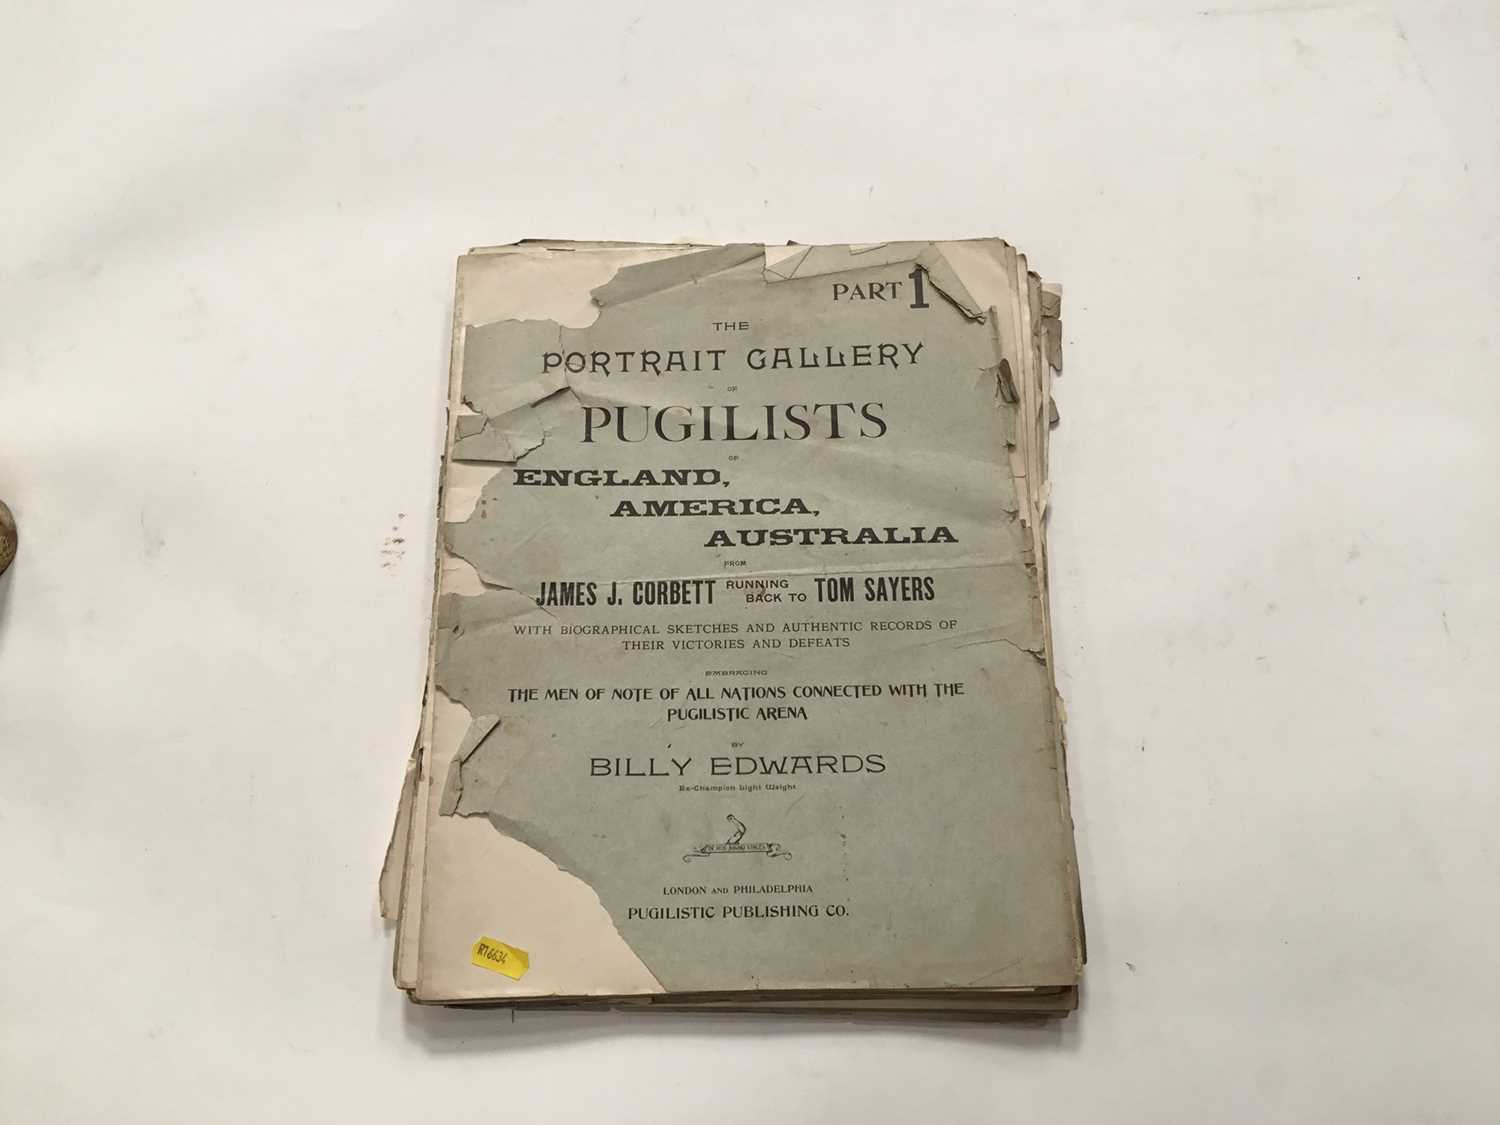 PART 1
THE
PORTRAIT GALLERY
OF
PUGILISTS
OF
ENGLAND,
AMERICA,
AUSTRALIA
FROM
JAMES J. CORBETT RUNNING BACK TO TOM SAYERS
WITH BIOGRAPHICAL SKETCHES AND AUTHENTIC RECORDS OF
THEIR VICTORIES AND DEFEATS
EMBRACING
THE MEN OF NOTE OF ALL NATIONS CONNECTED WITH THE
PUGILISTIC ARENA
BY
BILLY EDWARDS
Ex-Champion Light Weight
LONDON AND PHILADELPHIA
PUGILISTIC PUBLISHING CO.
R16634